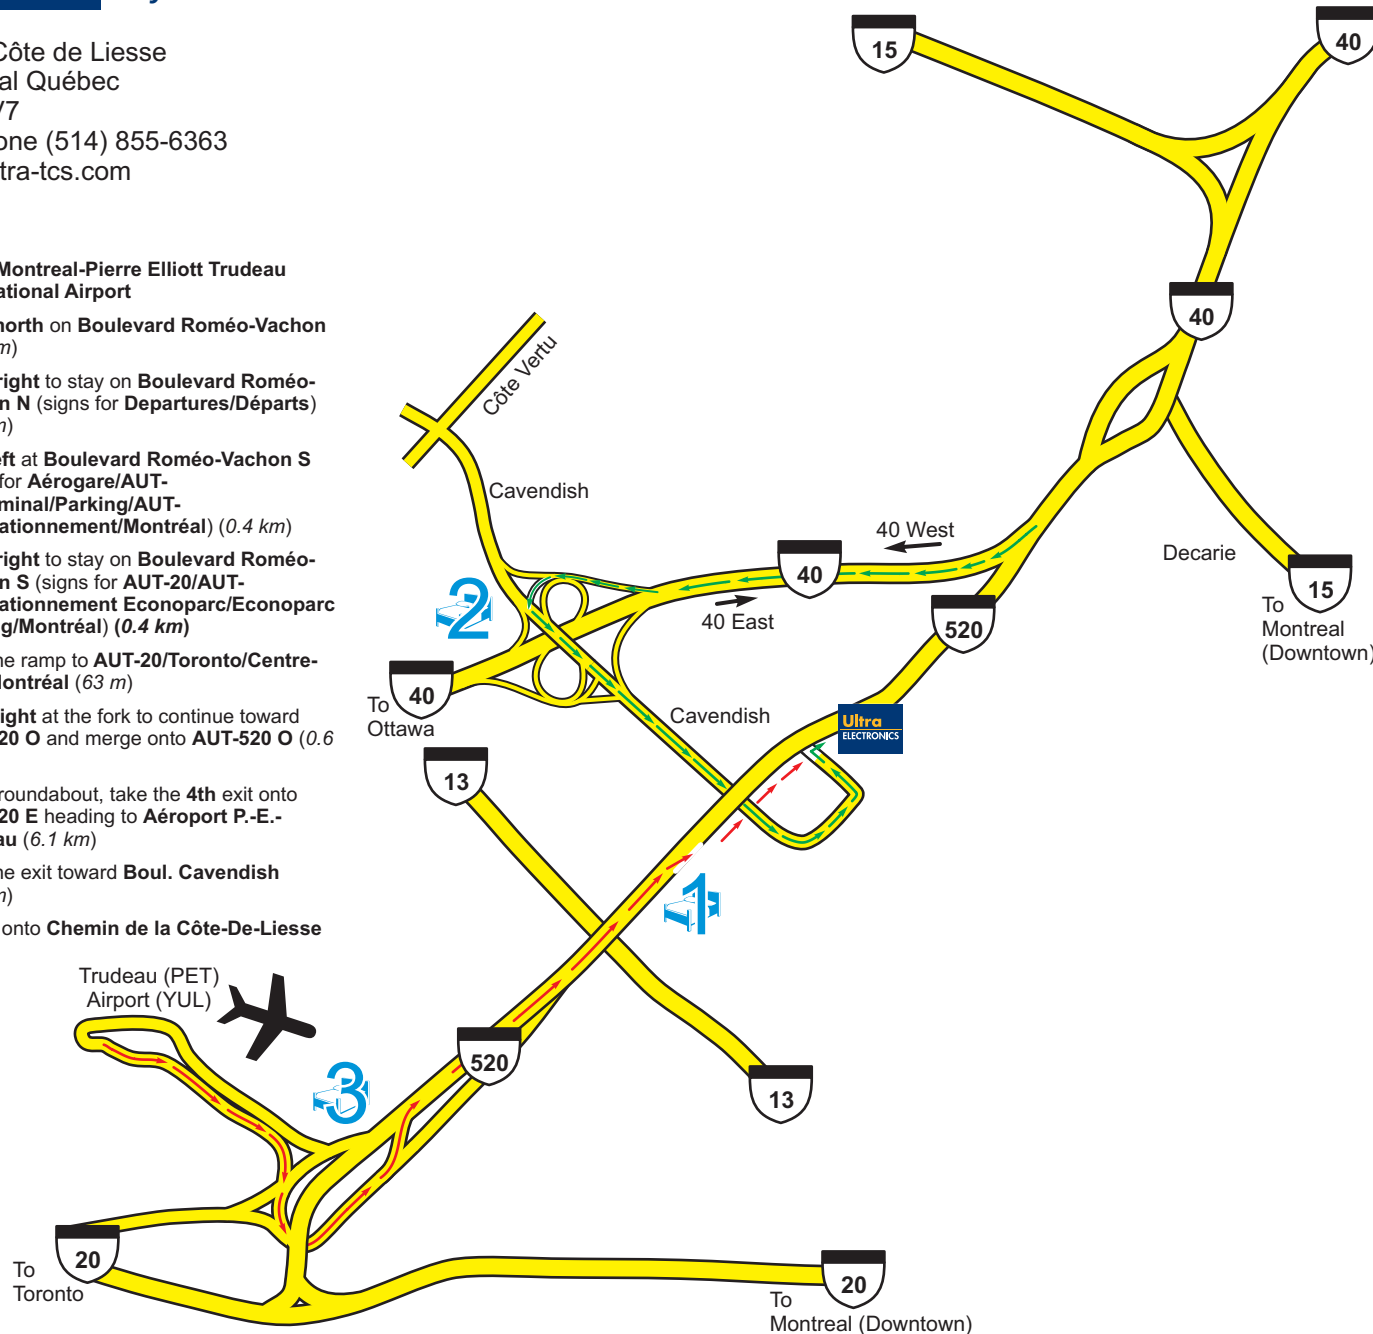 Côte de Liesse
al Québec
V7
one (514) 855-6363
tra-tcs.com
Montreal-Pierre Elliott Trudeau
ational Airport
north on Boulevard Roméo-Vachon
m)
right to stay on Boulevard Roméo-
n N (signs for Departures/Départs)
m)
eft at Boulevard Roméo-Vachon S
for Aérogare/AUT-
minal/Parking/AUT-
ationnement/Montréal) (0.4 km)
right to stay on Boulevard Roméo-
n S (signs for AUT-20/AUT-
ationnement Econoparc/Econoparc
g/Montréal) (0.4 km)
he ramp to AUT-20/Toronto/Centre-
Montréal (63 m)
ight at the fork to continue toward
20 O and merge onto AUT-520 O (0.6
roundabout, take the 4th exit onto
20 E heading to Aéroport P.-E.-
au (6.1 km)
he exit toward Boul. Cavendish
m)
onto Chemin de la Côte-De-Liesse
15
40
40
Côte Vertu
Cavendish
40 West
40
40 East
Decarie
15
To
Montreal
(Downtown)
520
2
40
To
Ottawa
Cavendish
Ultra
ELECTRONICS
13
1
Trudeau (PET)
Airport (YUL)
520
3
13
20
To
Toronto
20
To
Montreal (Downtown)